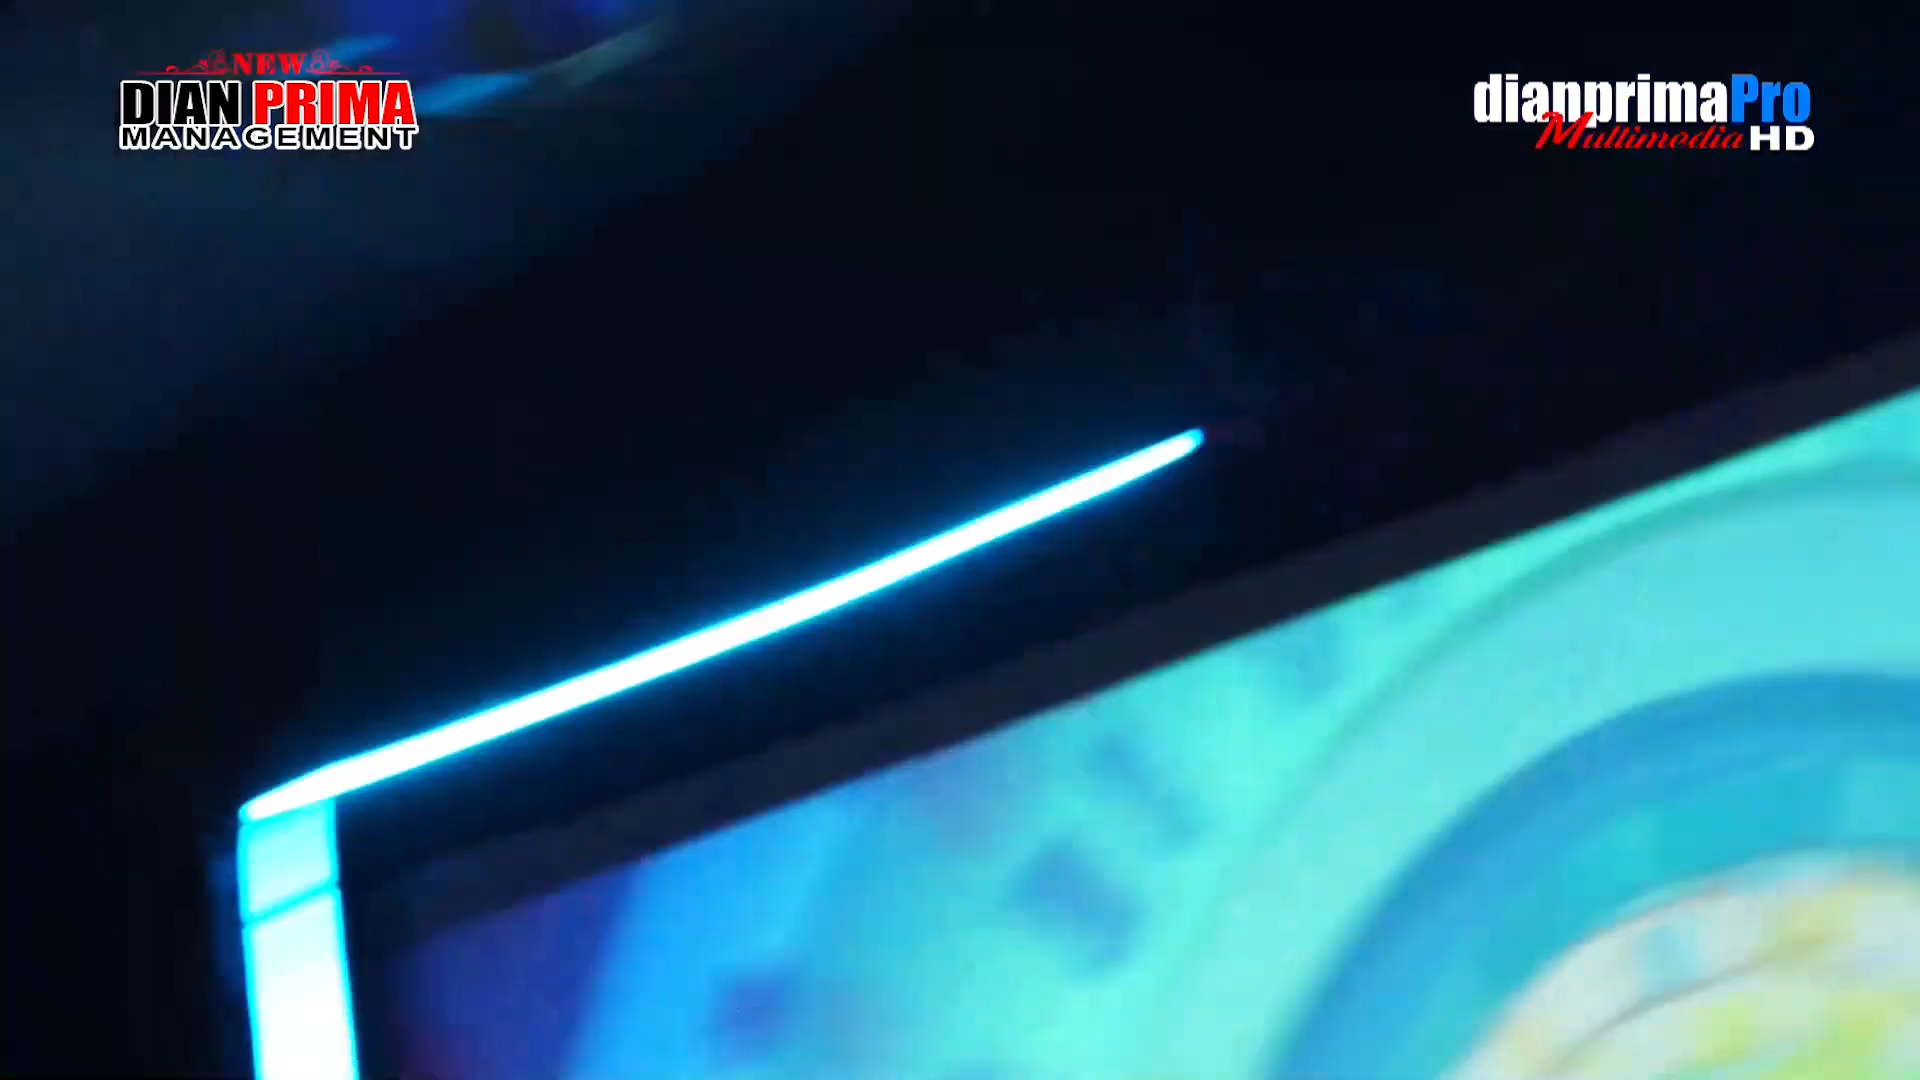 NEW
DIAN PRIMA
MANAGEMENT
dianprimaPro
Multimedia HD